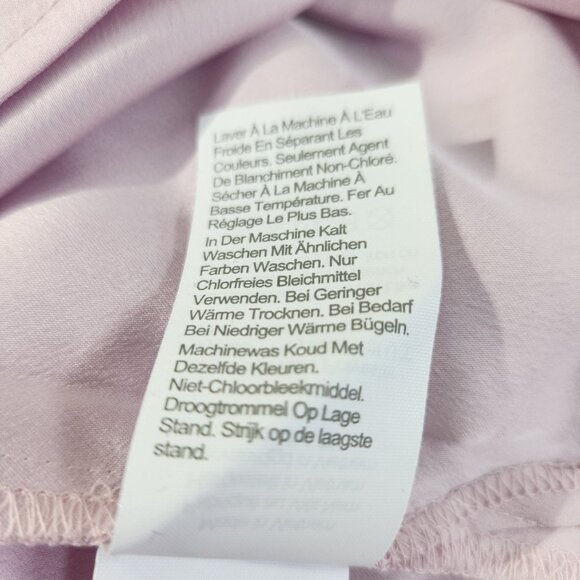 Laver À La Machine À L'Eau
Froide En Séparant Les
Couleurs. Seulement Agent
De Blanchiment Non-Chloré.
Sécher À La Machine À
Basse Température. Fer Au
Réglage Le Plus Bas.
In Der Maschine Kalt
Waschen Mit Ähnlichen
Farben Waschen. Nur
Chlorfreies Bleichmittel
Verwenden. Bei Geringer
Wärme Trocknen. Bei Bedarf
Bei Niedriger Wärme Bügeln.
Machinewas Koud Met
Dezelfde Kleuren.
Niet-Chloorbleekmiddel.
Droogtrommel Op Lage
Stand. Strijk op de laagste
stand.